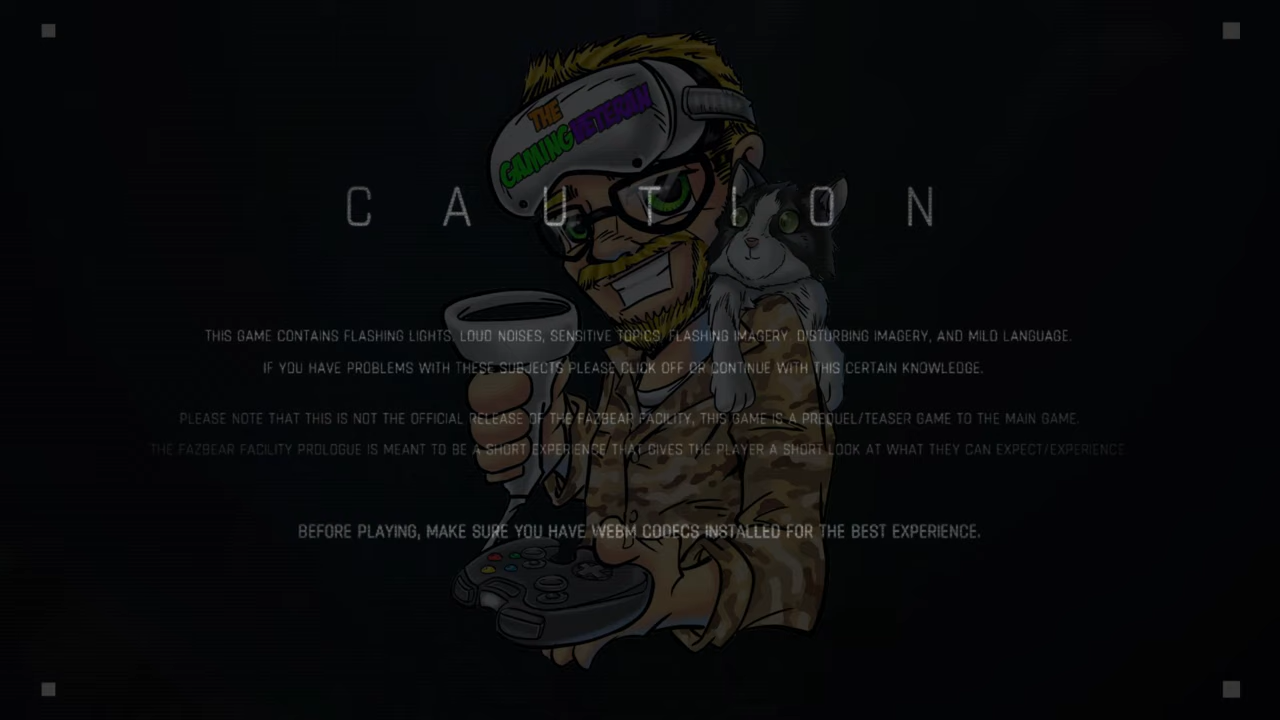 THE
GAMING VETERAN
CAUTION
THIS GAME CONTAINS FLASHING LIGHTS, LOUD NOISES, SENSITIVE TOPICS, FLASHING IMAGERY, DISTURBING IMAGERY, AND MILD LANGUAGE.
IF YOU HAVE PROBLEMS WITH THESE SUBJECTS PLEASE CLICK OFF OR CONTINUE WITH THIS CERTAIN KNOWLEDGE.
PLEASE NOTE THAT THIS IS NOT THE OFFICIAL RELEASE OF THE FAZBEAR FACILITY, THIS GAME IS A PREQUEL/TEASER GAME TO THE MAIN GAME.
THE FAZBEAR FACILITY PROLOGUE IS MEANT TO BE A SHORT EXPERIENCE THAT GIVES THE PLAYER A SHORT LOOK AT WHAT THEY CAN EXPECT/EXPERIENCE
BEFORE PLAYING, MAKE SURE YOU HAVE WEBM CODECS INSTALLED FOR THE BEST EXPERIENCE.